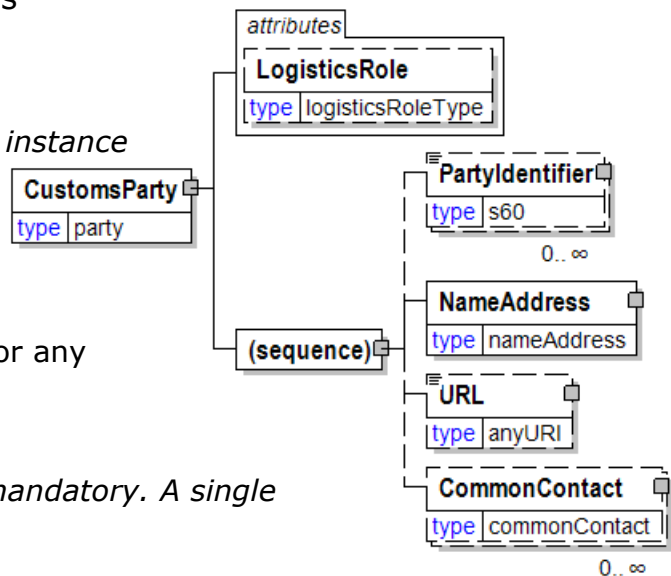 s
attributes
LogisticsRole
type logisticsRoleType
instance
CustomsParty
type party
PartyIdentifier
type s60
0.. ∞
NameAddress
type nameAddress
or any
(sequence)
URL
type anyURI
mandatory. A single
CommonContact
type commonContact
0.. ∞